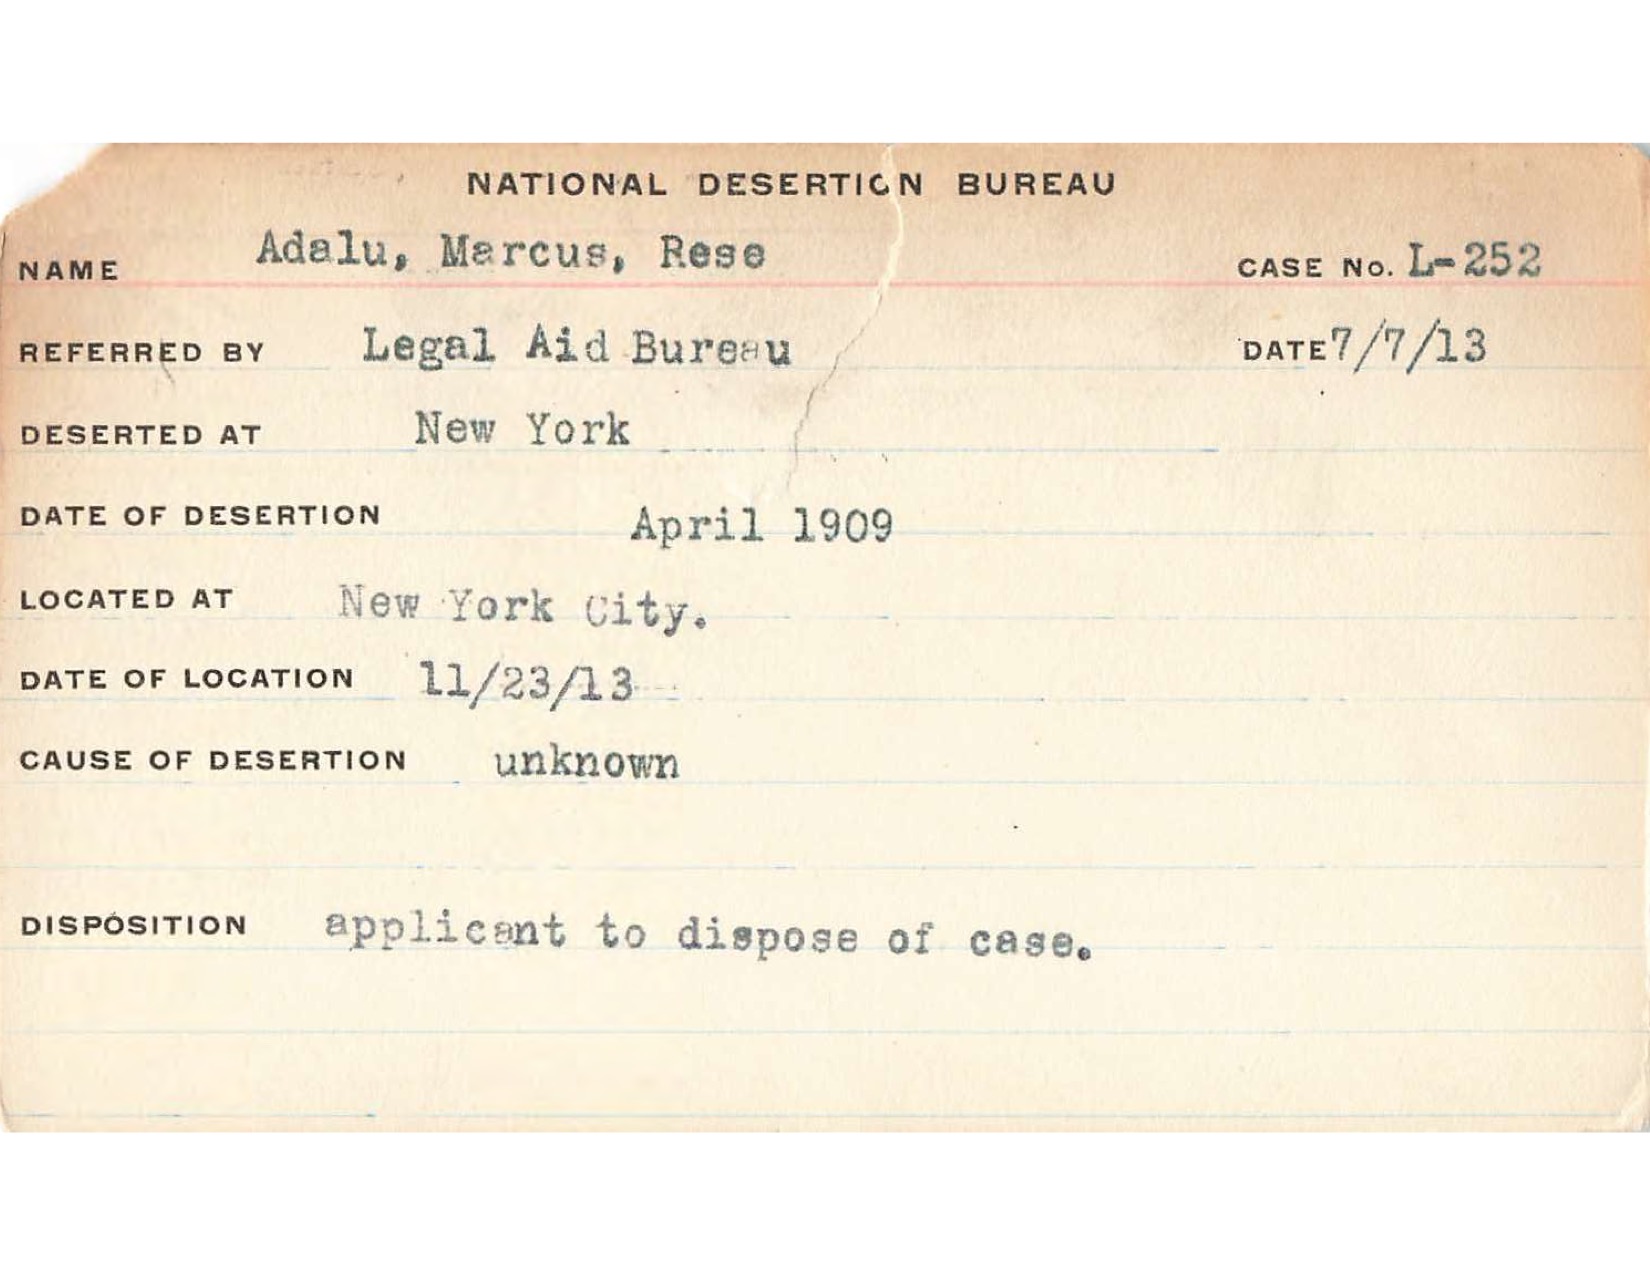 NATIONAL DESERTION BUREAU
NAME Adalu, Marcus, Rese CASE No. L-252
REFERRED BY Legal Aid Bureau DATE 7/7/13
DESERTED AT New York
DATE OF DESERTION April 1909
LOCATED AT New York City.
DATE OF LOCATION 11/23/13
CAUSE OF DESERTION unknown
DISPOSITION applicant to dispose of case.